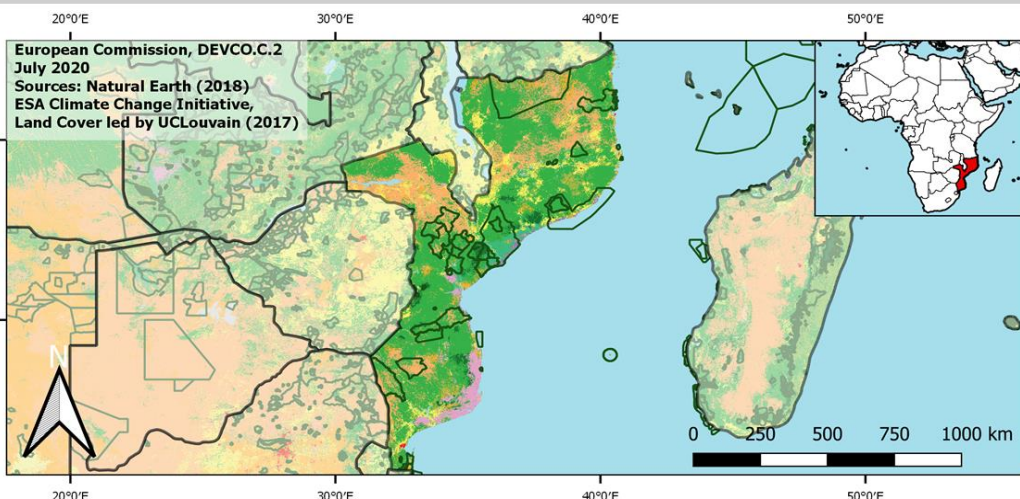 20°0'E 30°0'E 40°0'E 50°0'E
European Commission, DEVCO.C.2
July 2020
Sources: Natural Earth (2018)
ESA Climate Change Initiative,
Land Cover led by UCLouvain (2017)
N
0 250 500 750 1000 km
20°0'E 30°0'E 40°0'E 50°0'E